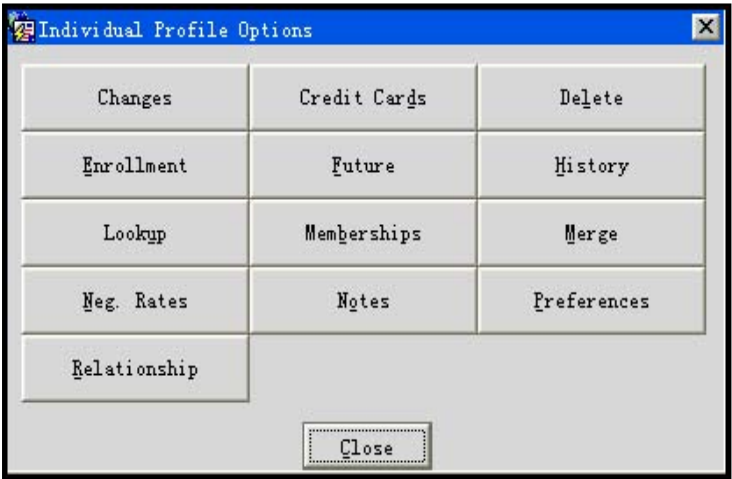 Individual Profile Options
Changes Credit Cards Delete
Enrollment Future History
Lookup Memberships Merge
Neg. Rates Notes Preferences
Relationship
Close